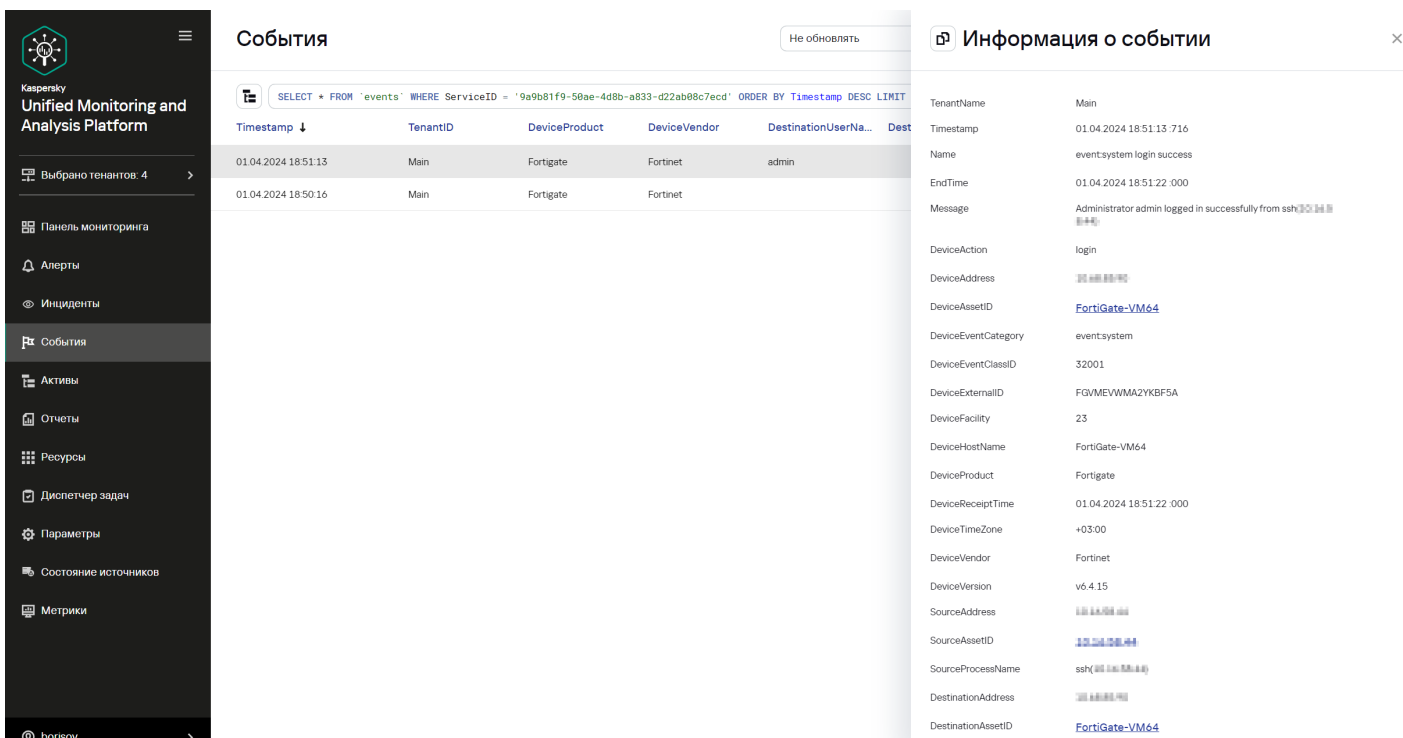 Kaspersky
Unified Monitoring and
Analysis Platform
Выбрано тенантов: 4
Панель мониторинга
Алерты
Инциденты
События
Активы
Отчеты
Ресурсы
Диспетчер задач
Параметры
Состояние источников
Метрики
borisov
События
Не обновлять
SELECT * FROM `events` WHERE ServiceID = '9a9b81f9-50ae-4d8b-a833-d22ab08c7ecd' ORDER BY Timestamp DESC LIMIT
Timestamp ↓ TenantID DeviceProduct DeviceVendor DestinationUserNa... Dest
01.04.2024 18:51:13 Main Fortigate Fortinet admin
01.04.2024 18:50:16 Main Fortigate Fortinet
Информация о событии
TenantName Main
Timestamp 01.04.2024 18:51:13 :716
Name event:system login success
EndTime 01.04.2024 18:51:22 :000
Message Administrator admin logged in successfully from ssh(
DeviceAction login
DeviceAddress
DeviceAssetID FortiGate-VM64
DeviceEventCategory event:system
DeviceEventClassID 32001
DeviceExternalID FGVMEVWMA2YKBF5A
DeviceFacility 23
DeviceHostName FortiGate-VM64
DeviceProduct Fortigate
DeviceReceiptTime 01.04.2024 18:51:22 :000
DeviceTimeZone +03:00
DeviceVendor Fortinet
DeviceVersion v6.4.15
SourceAddress
SourceAssetID
SourceProcessName ssh(
DestinationAddress
DestinationAssetID FortiGate-VM64